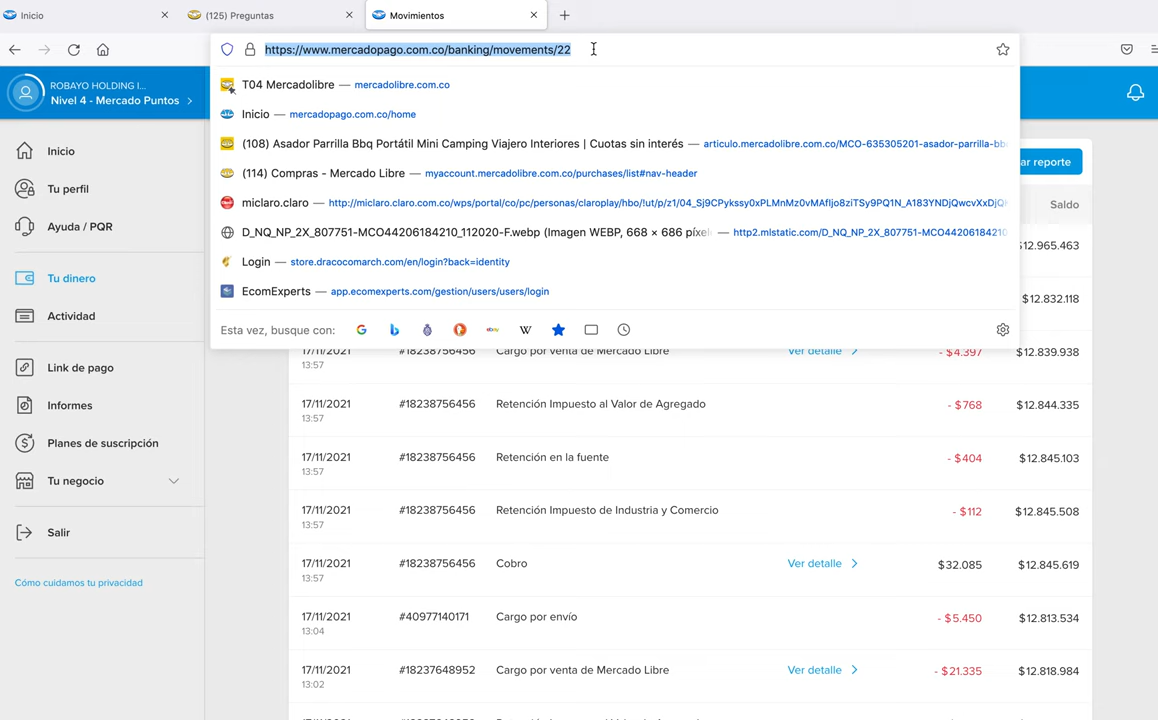 Inicio
(125) Preguntas
Movimientos
https://www.mercadopago.com.co/banking/movements/22
ROBAYO HOLDING I...
Nivel 4 - Mercado Puntos
T04 Mercadolibre — mercadolibre.com.co
Inicio — mercadopago.com.co/home
(108) Asador Parrilla Bbq Portátil Mini Camping Viajero Interiores | Cuotas sin interés — articulo.mercadolibre.com.co/MCO-635305201-asador-parrilla-bb
(114) Compras - Mercado Libre — myaccount.mercadolibre.com.co/purchases/list#nav-header
miclaro.claro — http://miclaro.claro.com.co/wps/portal/co/pc/personas/claroplay/hbo/!ut/p/z1/04_Sj9CPykssy0xPLMnMz0vMAfIjo8ziTSy9PQ1N_A183YNDjQwcvXxDjQ
D_NQ_NP_2X_807751-MCO44206184210_112020-F.webp (Imagen WEBP, 668 × 686 píxel — http2.mlstatic.com/D_NQ_NP_2X_807751-MCO44206184210
Login — store.dracocomarch.com/en/login?back=identity
EcomExperts — app.ecomexperts.com/gestion/users/users/login
Esta vez, busque con:
Inicio
Tu perfil
Ayuda / PQR
Tu dinero
Actividad
Link de pago
Informes
Planes de suscripción
Tu negocio
Salir
Cómo cuidamos tu privacidad
ar reporte
Saldo
$12.965.463
$12.832.118
17/11/2021 #18238756456 Cargo por venta de Mercado Libre Ver detalle - $4.397 $12.839.938
13:57
17/11/2021 #18238756456 Retención Impuesto al Valor de Agregado - $768 $12.844.335
13:57
17/11/2021 #18238756456 Retención en la fuente - $404 $12.845.103
13:57
17/11/2021 #18238756456 Retención Impuesto de Industria y Comercio - $112 $12.845.508
13:57
17/11/2021 #18238756456 Cobro Ver detalle $32.085 $12.845.619
13:57
17/11/2021 #40977140171 Cargo por envío - $5.450 $12.813.534
13:04
17/11/2021 #18237648952 Cargo por venta de Mercado Libre Ver detalle - $21.335 $12.818.984
13:02